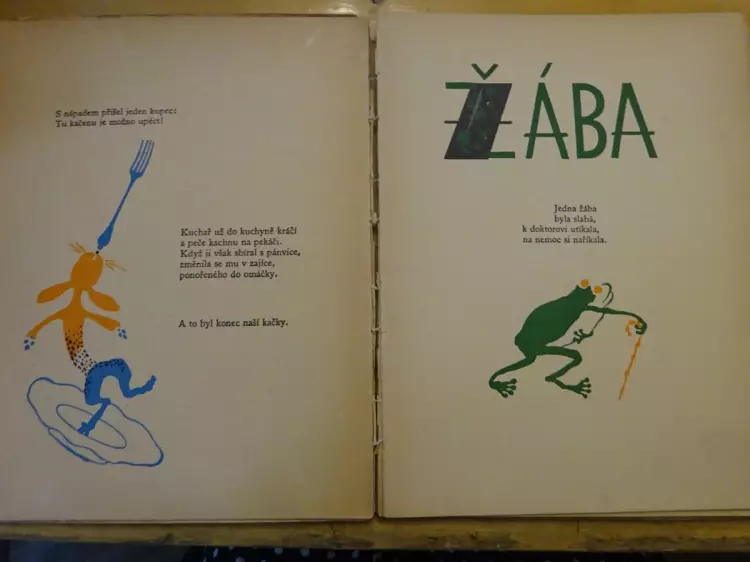 S nápadem přišel jeden kupec:
Tu kačenu je možno upéct!
Kuchař už do kuchyně kráčí
a peče kachnu na pekáči.
Když ji však sbíral s pánvice,
změnila se mu v zajíce,
ponořeného do omáčky.
A to byl konec naší kačky.
ŽÁBA
Jedna žába
byla slabá,
k doktorovi utíkala,
na nemoc si naříkala.